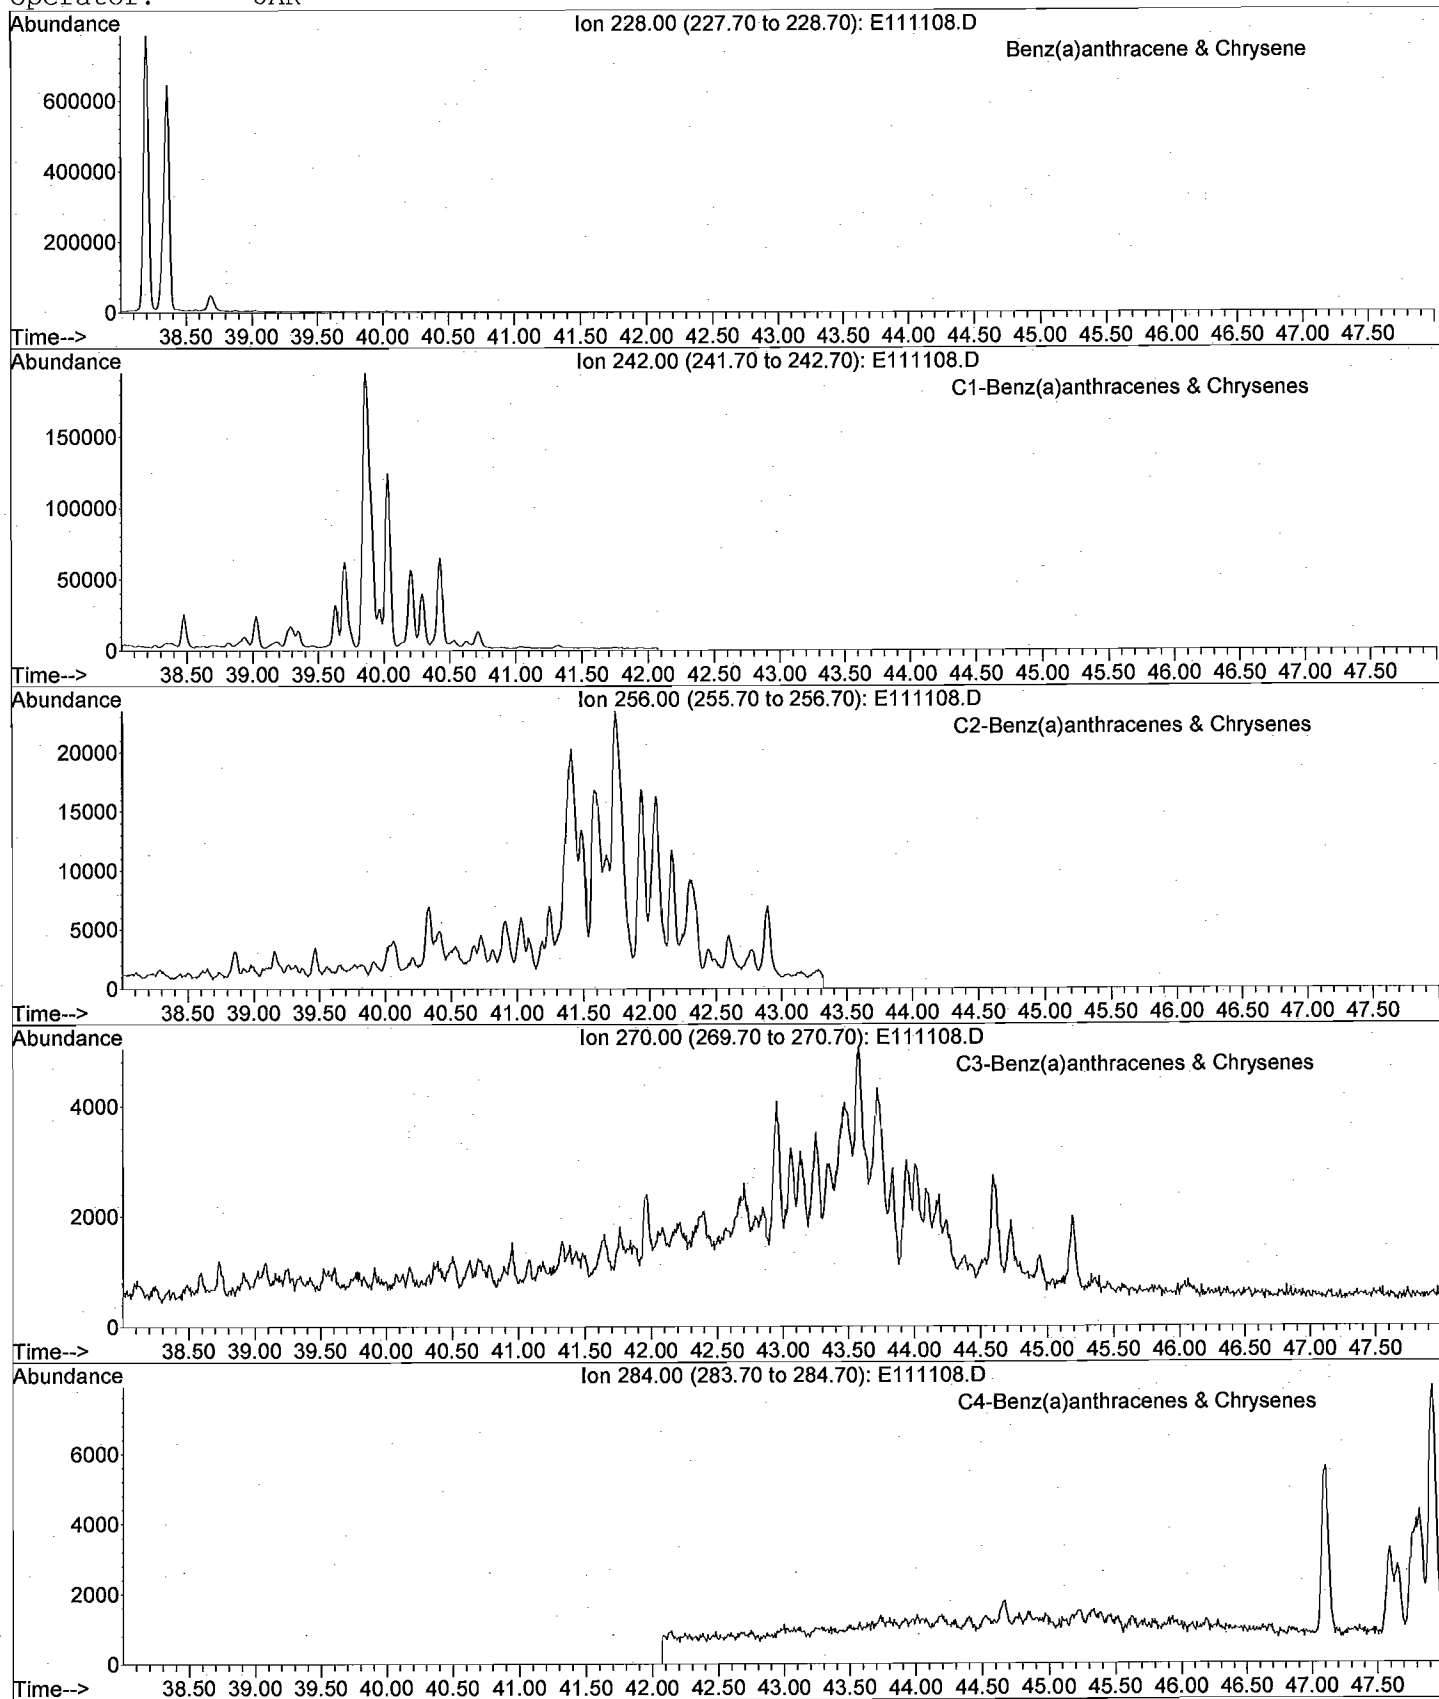 Operator: JAR
Abundance
Ion 228.00 (227.70 to 228.70): E111108.D
Benz(a)anthracene & Chrysene
600000
400000
200000
0
Time--> 38.50 39.00 39.50 40.00 40.50 41.00 41.50 42.00 42.50 43.00 43.50 44.00 44.50 45.00 45.50 46.00 46.50 47.00 47.50
Abundance
Ion 242.00 (241.70 to 242.70): E111108.D
C1-Benz(a)anthracenes & Chrysenes
150000
100000
50000
0
Time--> 38.50 39.00 39.50 40.00 40.50 41.00 41.50 42.00 42.50 43.00 43.50 44.00 44.50 45.00 45.50 46.00 46.50 47.00 47.50
Abundance
Ion 256.00 (255.70 to 256.70): E111108.D
C2-Benz(a)anthracenes & Chrysenes
20000
15000
10000
5000
0
Time--> 38.50 39.00 39.50 40.00 40.50 41.00 41.50 42.00 42.50 43.00 43.50 44.00 44.50 45.00 45.50 46.00 46.50 47.00 47.50
Abundance
Ion 270.00 (269.70 to 270.70): E111108.D
C3-Benz(a)anthracenes & Chrysenes
4000
2000
0
Time--> 38.50 39.00 39.50 40.00 40.50 41.00 41.50 42.00 42.50 43.00 43.50 44.00 44.50 45.00 45.50 46.00 46.50 47.00 47.50
Abundance
Ion 284.00 (283.70 to 284.70): E111108.D
C4-Benz(a)anthracenes & Chrysenes
6000
4000
2000
0
Time--> 38.50 39.00 39.50 40.00 40.50 41.00 41.50 42.00 42.50 43.00 43.50 44.00 44.50 45.00 45.50 46.00 46.50 47.00 47.50